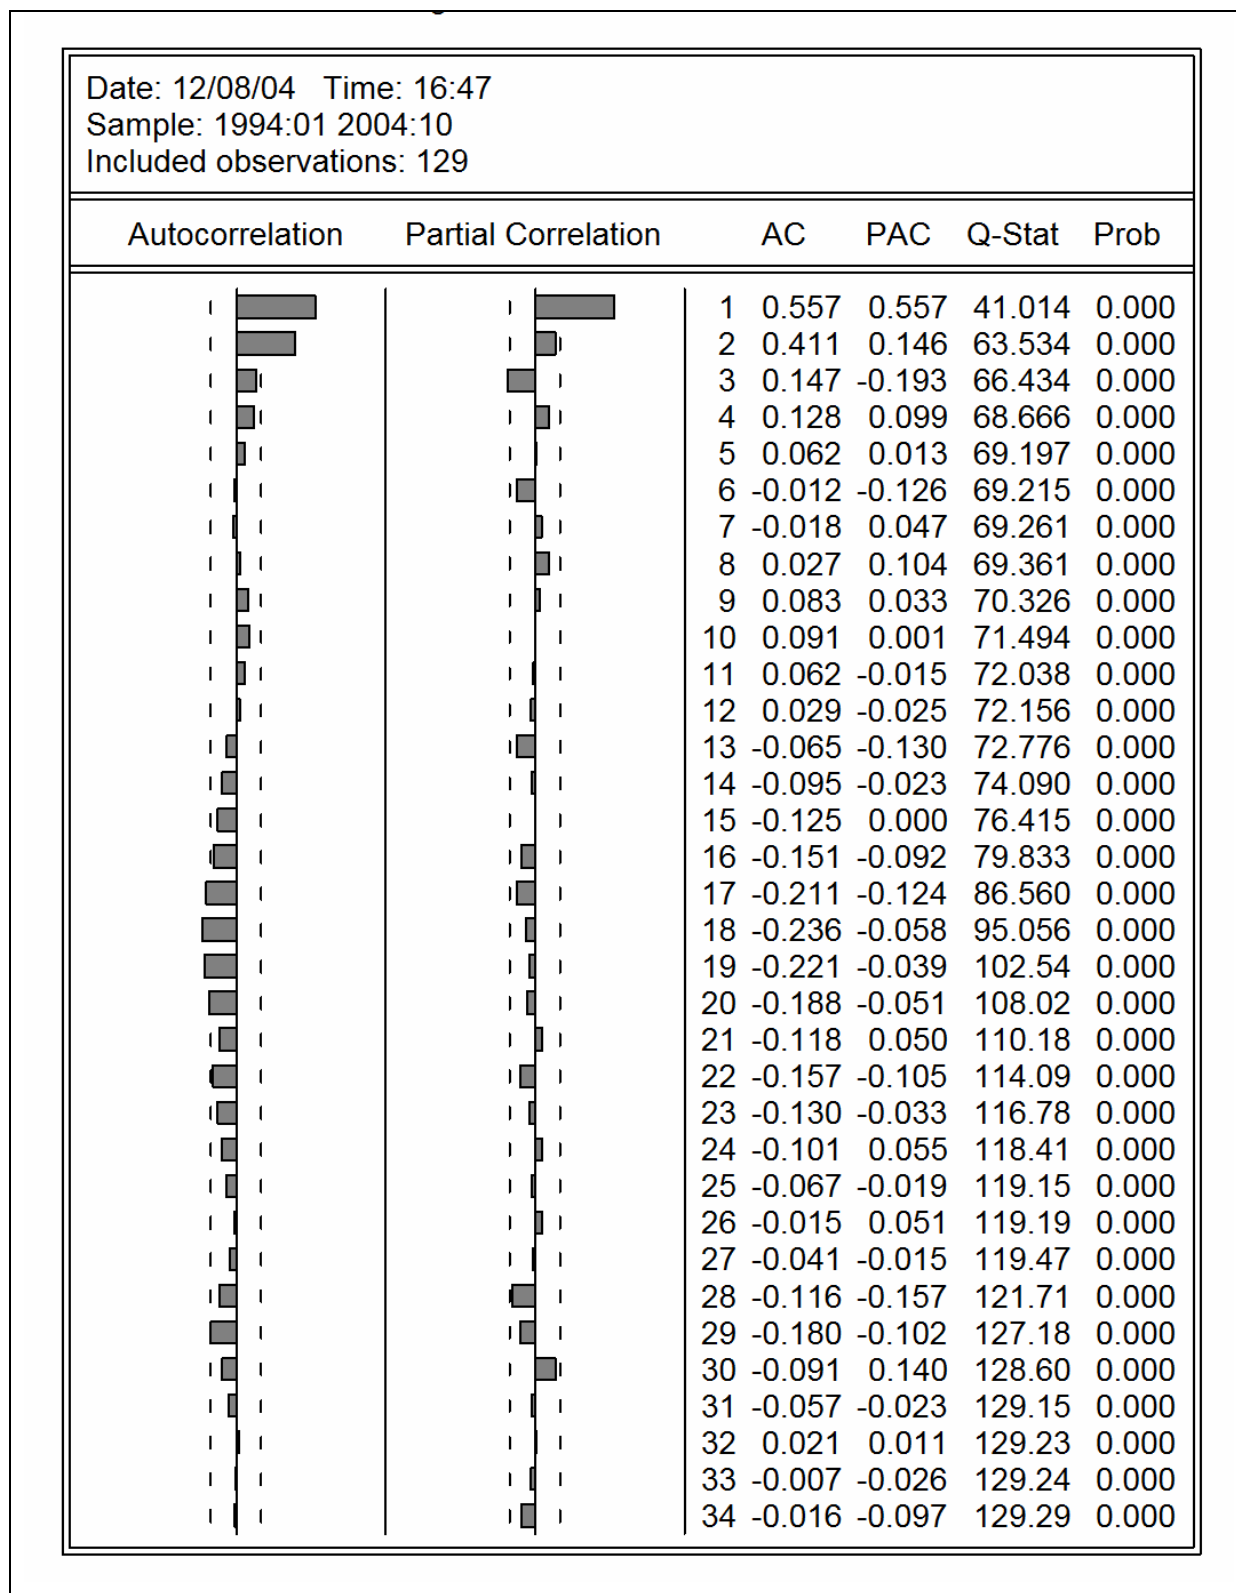 Date: 12/08/04 Time: 16:47
Sample: 1994:01 2004:10
Included observations: 129
Autocorrelation Partial Correlation AC PAC Q-Stat Prob
1 0.557 0.557 41.014 0.000
2 0.411 0.146 63.534 0.000
3 0.147 -0.193 66.434 0.000
4 0.128 0.099 68.666 0.000
5 0.062 0.013 69.197 0.000
6 -0.012 -0.126 69.215 0.000
7 -0.018 0.047 69.261 0.000
8 0.027 0.104 69.361 0.000
9 0.083 0.033 70.326 0.000
10 0.091 0.001 71.494 0.000
11 0.062 -0.015 72.038 0.000
12 0.029 -0.025 72.156 0.000
13 -0.065 -0.130 72.776 0.000
14 -0.095 -0.023 74.090 0.000
15 -0.125 0.000 76.415 0.000
16 -0.151 -0.092 79.833 0.000
17 -0.211 -0.124 86.560 0.000
18 -0.236 -0.058 95.056 0.000
19 -0.221 -0.039 102.54 0.000
20 -0.188 -0.051 108.02 0.000
21 -0.118 0.050 110.18 0.000
22 -0.157 -0.105 114.09 0.000
23 -0.130 -0.033 116.78 0.000
24 -0.101 0.055 118.41 0.000
25 -0.067 -0.019 119.15 0.000
26 -0.015 0.051 119.19 0.000
27 -0.041 -0.015 119.47 0.000
28 -0.116 -0.157 121.71 0.000
29 -0.180 -0.102 127.18 0.000
30 -0.091 0.140 128.60 0.000
31 -0.057 -0.023 129.15 0.000
32 0.021 0.011 129.23 0.000
33 -0.007 -0.026 129.24 0.000
34 -0.016 -0.097 129.29 0.000